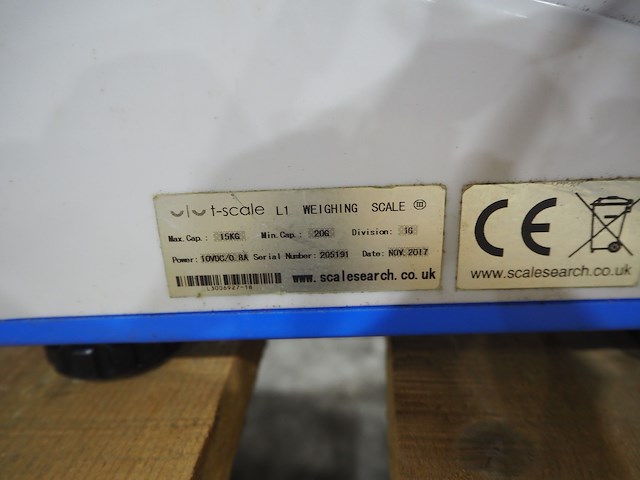 t-scale L1 WEIGHING SCALE III
Max.Cap.: 15KG Min.Cap.: 20G Division: 1G
Power:10VDC/0.8A Serial Number:205191 Date:NOV.2017
www.scalesearch.co.uk
CE
www.scalesearch.co.uk